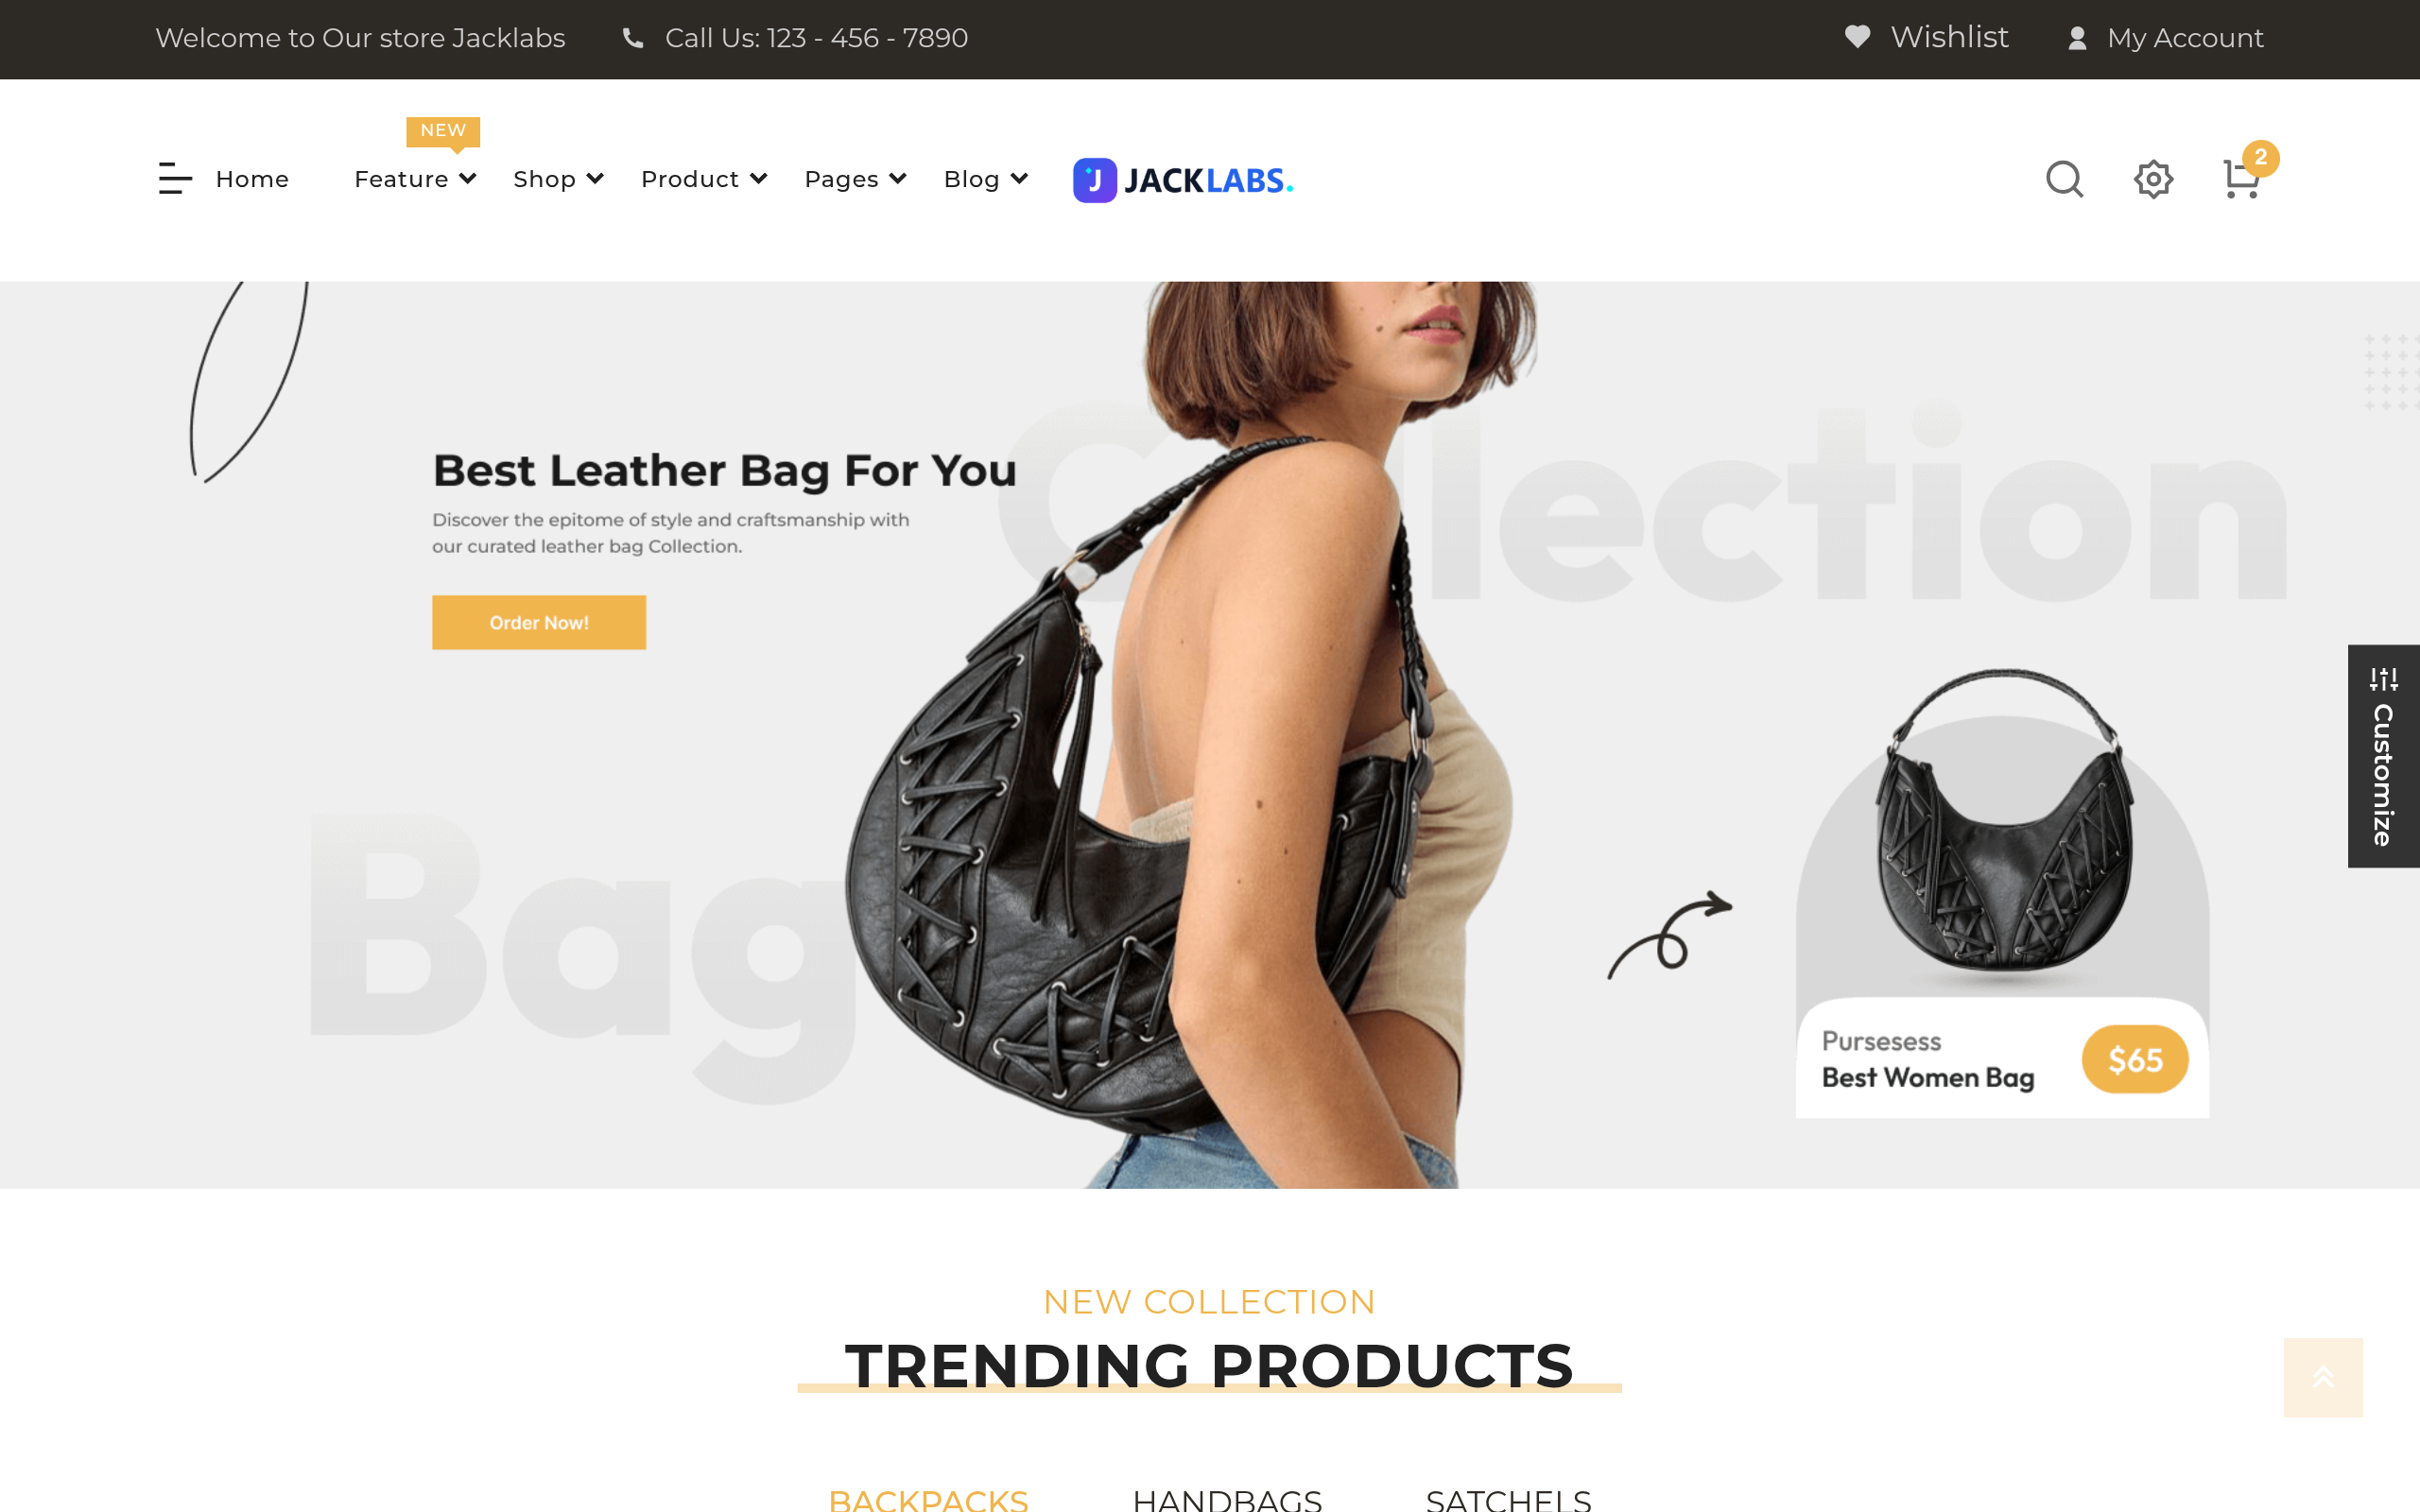 Welcome to Our store Jacklabs
Call Us: 123 - 456 - 7890
Wishlist
My Account
NEW
Home
Feature
Shop
Product
Pages
Blog
J JACKLABS.
2
Collection
Best Leather Bag For You
Discover the epitome of style and craftsmanship with
our curated leather bag Collection.
Order Now!
Customize
Bag
Pursesess
Best Women Bag
$65
NEW COLLECTION
TRENDING PRODUCTS
BACKPACKS
HANDBAGS
SATCHELS